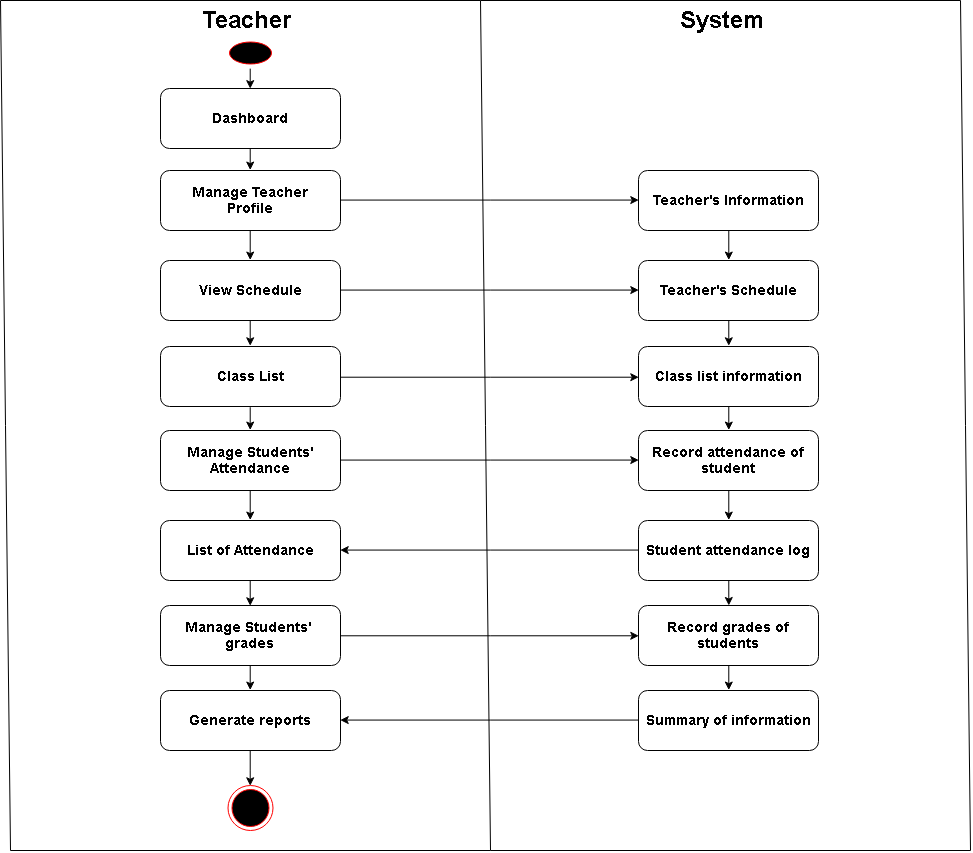 Teacher
System
Dashboard
Manage Teacher
Profile
Teacher's Information
View Schedule
Teacher's Schedule
Class List
Class list information
Manage Students'
Attendance
Record attendance of
student
List of Attendance
Student attendance log
Manage Students'
grades
Record grades of
students
Generate reports
Summary of information